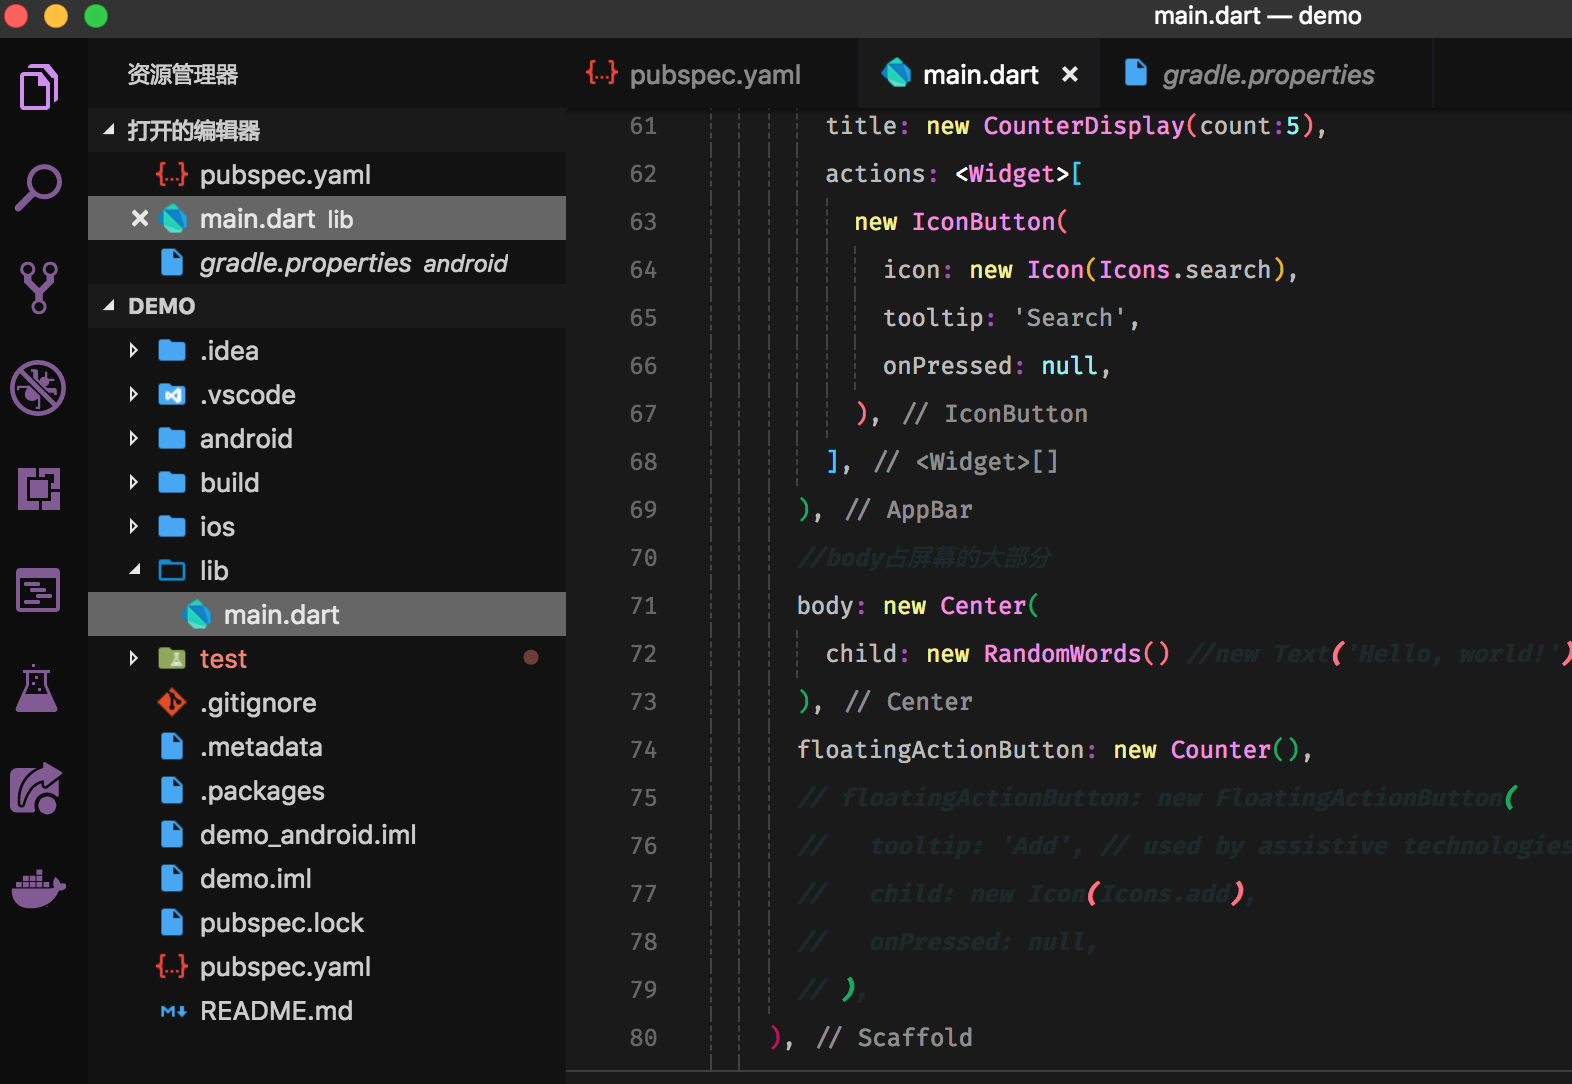 main.dart — demo
资源管理器
打开的编辑器
pubspec.yaml
main.dart lib
gradle.properties android
DEMO
.idea
.vscode
android
build
ios
lib
main.dart
test
.gitignore
.metadata
.packages
demo_android.iml
demo.iml
pubspec.lock
pubspec.yaml
README.md
pubspec.yaml
main.dart
gradle.properties
61 title: new CounterDisplay(count:5),
62 actions: <Widget>[
63 new IconButton(
64 icon: new Icon(Icons.search),
65 tooltip: 'Search',
66 onPressed: null,
67 ), // IconButton
68 ], // <Widget>[]
69 ), // AppBar
70 //body占屏幕的大部分
71 body: new Center(
72 child: new RandomWords() //new Text('Hello, world!')
73 ), // Center
74 floatingActionButton: new Counter(),
75 // floatingActionButton: new FloatingActionButton(
76 // tooltip: 'Add', // used by assistive technologies
77 // child: new Icon(Icons.add),
78 // onPressed: null,
79 // ),
80 ), // Scaffold